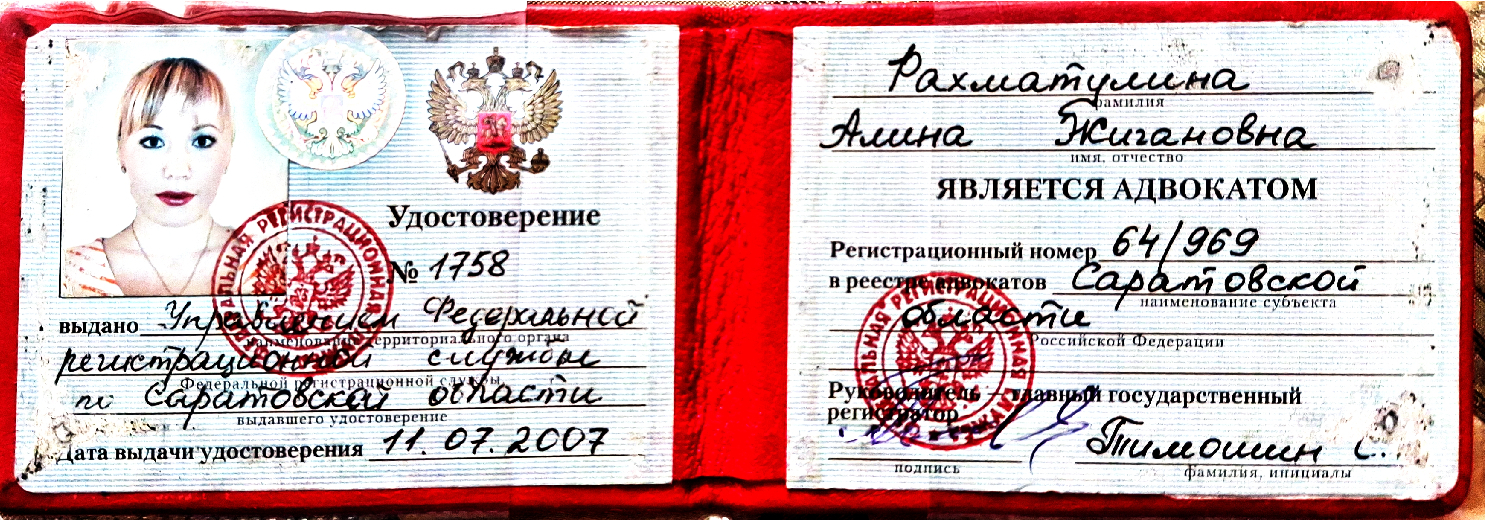 Удостоверение
№ 1758
выдано Управлением Федеральной
наименование территориального органа
регистрационной службы
Федеральной регистрационной службы,
по Саратовской области
выдавшего удостоверение
Дата выдачи удостоверения 11.07.2007
РЕГИСТРАЦИОННАЯ
Рахматулина
фамилия
Алина Жигановна
имя, отчество
ЯВЛЯЕТСЯ АДВОКАТОМ
Регистрационный номер 64/969
в реестре адвокатов Саратовской
наименование субъекта
области
Российской Федерации
Руководитель – главный государственный
регистратор
Тимошин С.
подпись
фамилия, инициалы